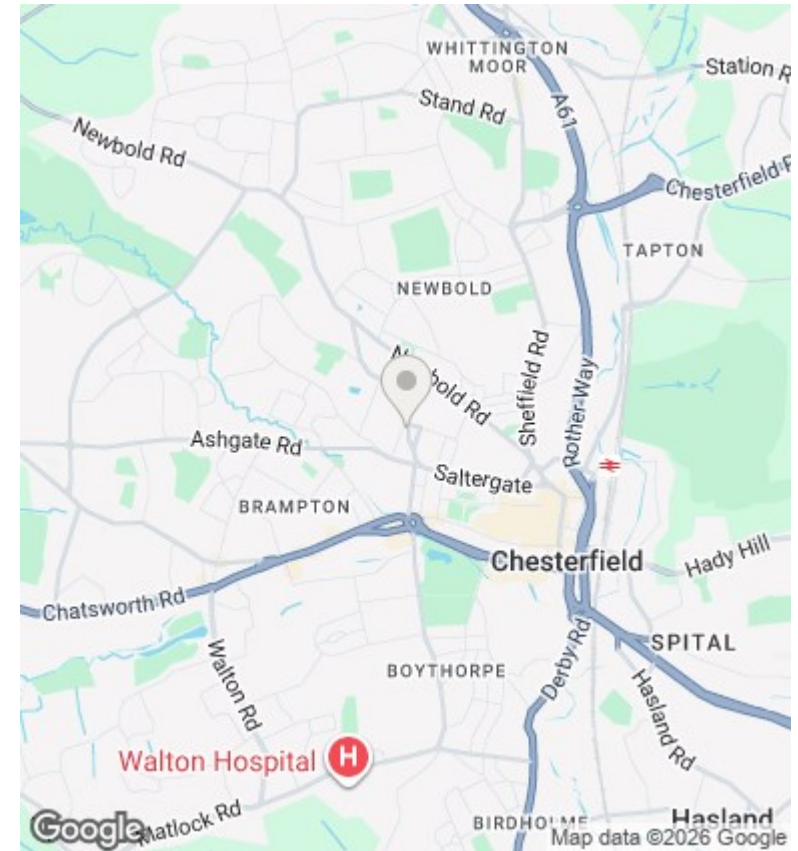 WHITTINGTON
MOOR
Station R
Stand Rd
A61
Newbold Rd
Chesterfield R
TAPTON
NEWBOLD
Newbold Rd
Sheffield Rd
Rother Way
Ashgate Rd
Saltergate
BRAMPTON
Chesterfield
Hady Hill
Chatsworth Rd
SPITAL
Derby Rd
BOYTHORPE
Walton Rd
Hasland Rd
Walton Hospital
H
Matlock Rd
BIRDHOLME
Hasland
Google
Map data ©2026 Google